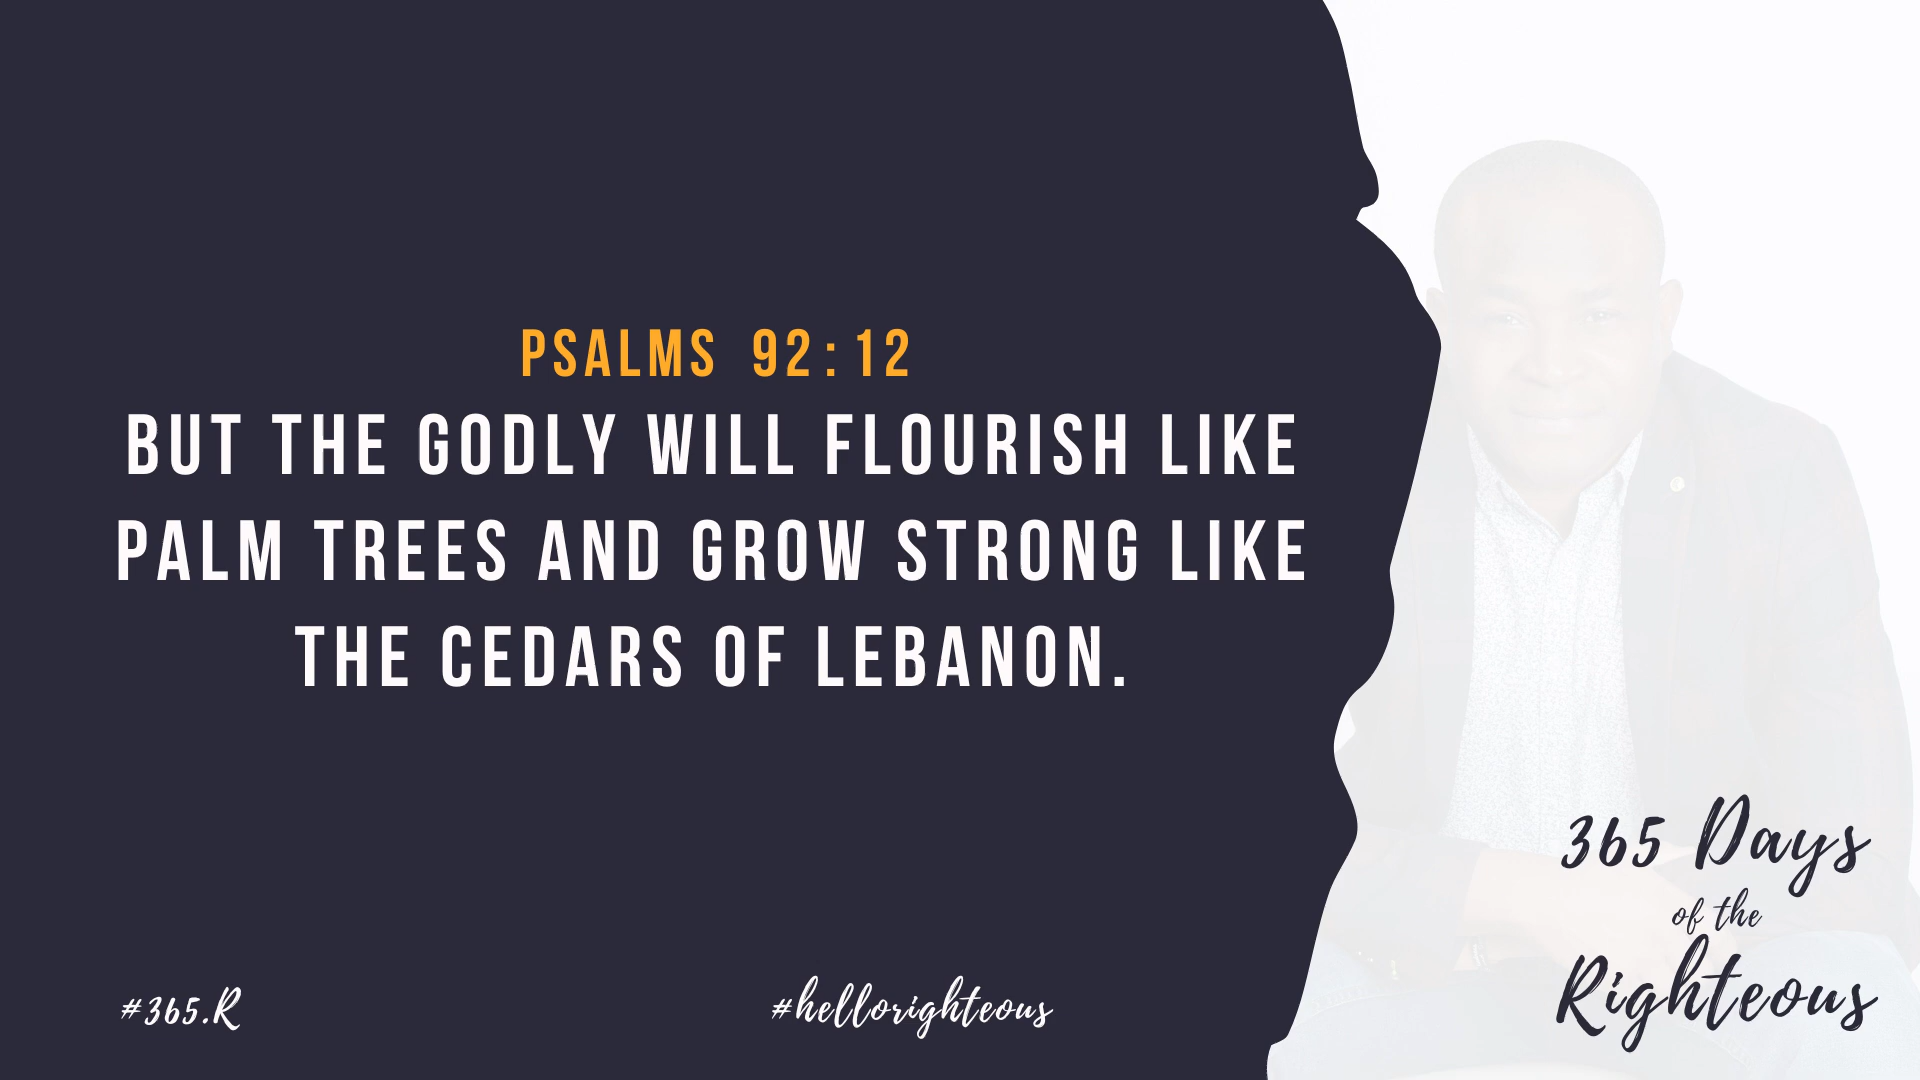 PSALMS 92:12
BUT THE GODLY WILL FLOURISH LIKE
PALM TREES AND GROW STRONG LIKE
THE CEDARS OF LEBANON.
#365.R
#hellorighteous
365 Days
of the
Righteous